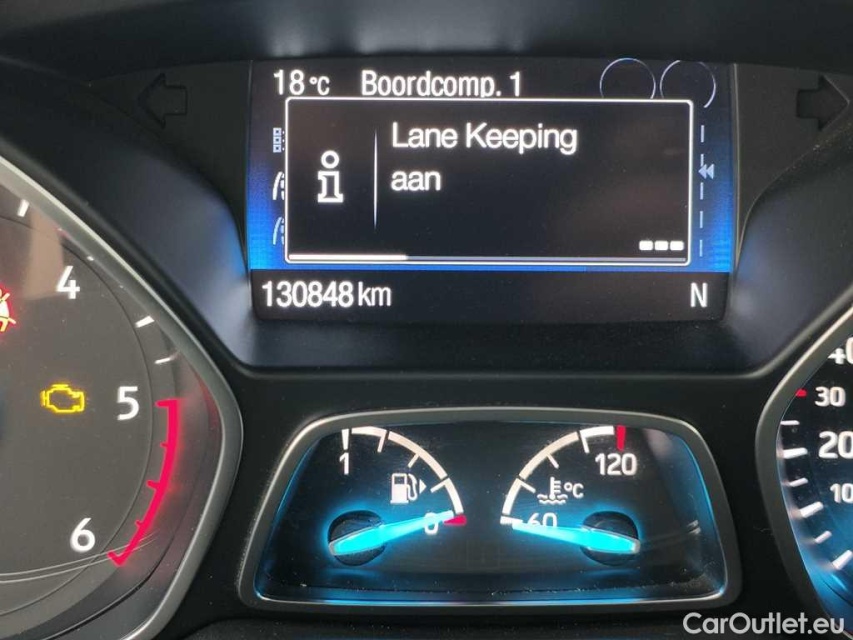 18°C Boordcomp. 1
Lane Keeping
aan
130848 km N
4
5
6
1
0
60
°C
120
30
20
10
CarOutlet.eu